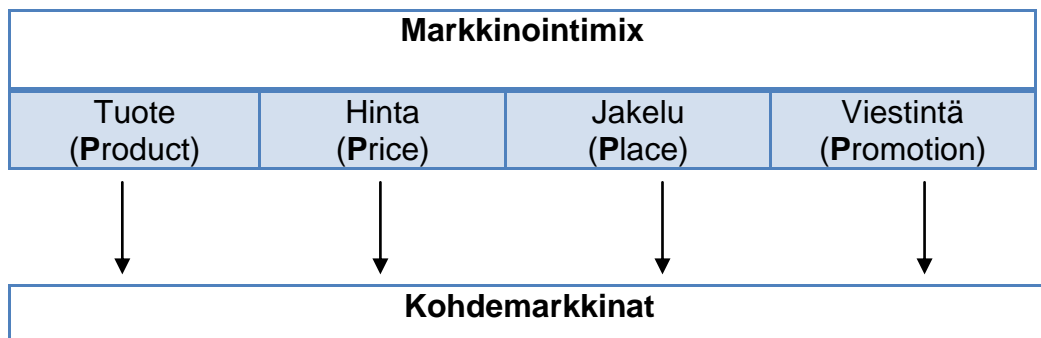 Markkinointimix
Tuote
(Product)
Hinta
(Price)
Jakelu
(Place)
Viestintä
(Promotion)
Kohdemarkkinat